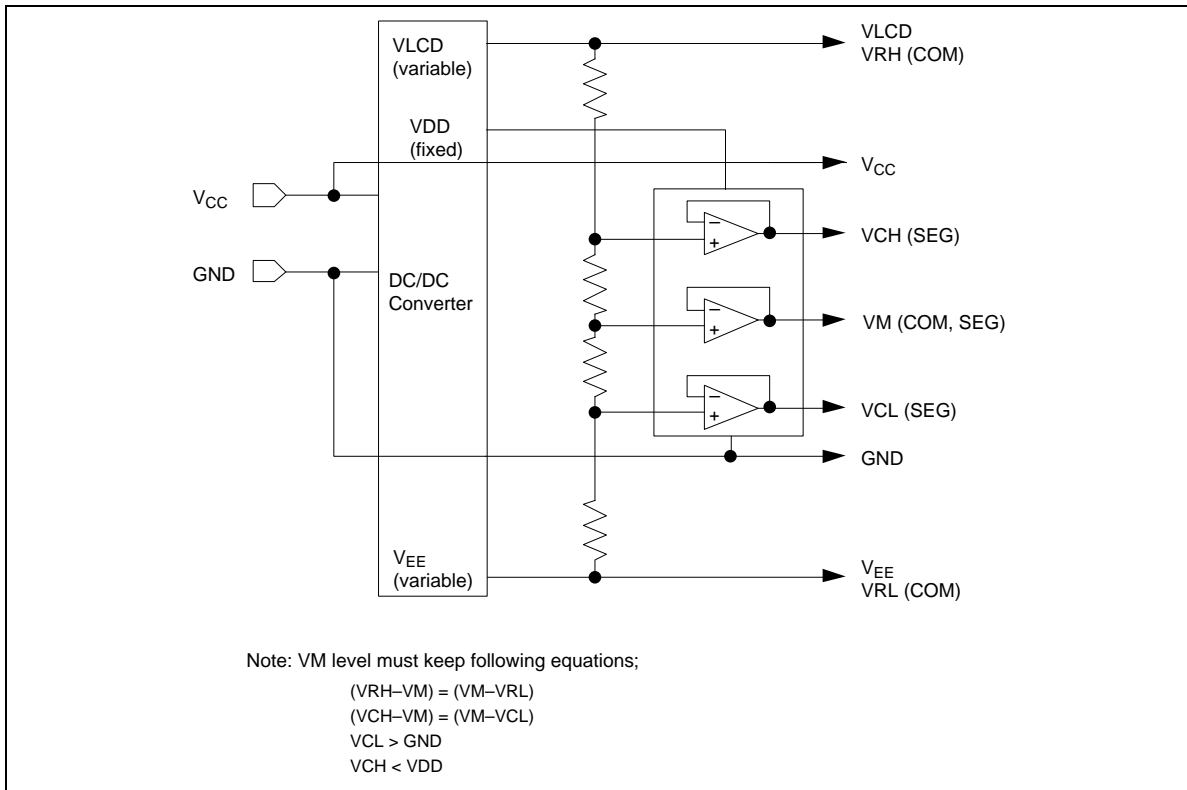 VLCD
(variable)
VLCD
VRH (COM)
VDD
(fixed)
VCC
VCC
−
+
VCH (SEG)
GND
DC/DC
Converter
−
+
VM (COM, SEG)
−
+
VCL (SEG)
GND
VEE
(variable)
VEE
VRL (COM)
Note: VM level must keep following equations;
(VRH–VM) = (VM–VRL)
(VCH–VM) = (VM–VCL)
VCL > GND
VCH < VDD